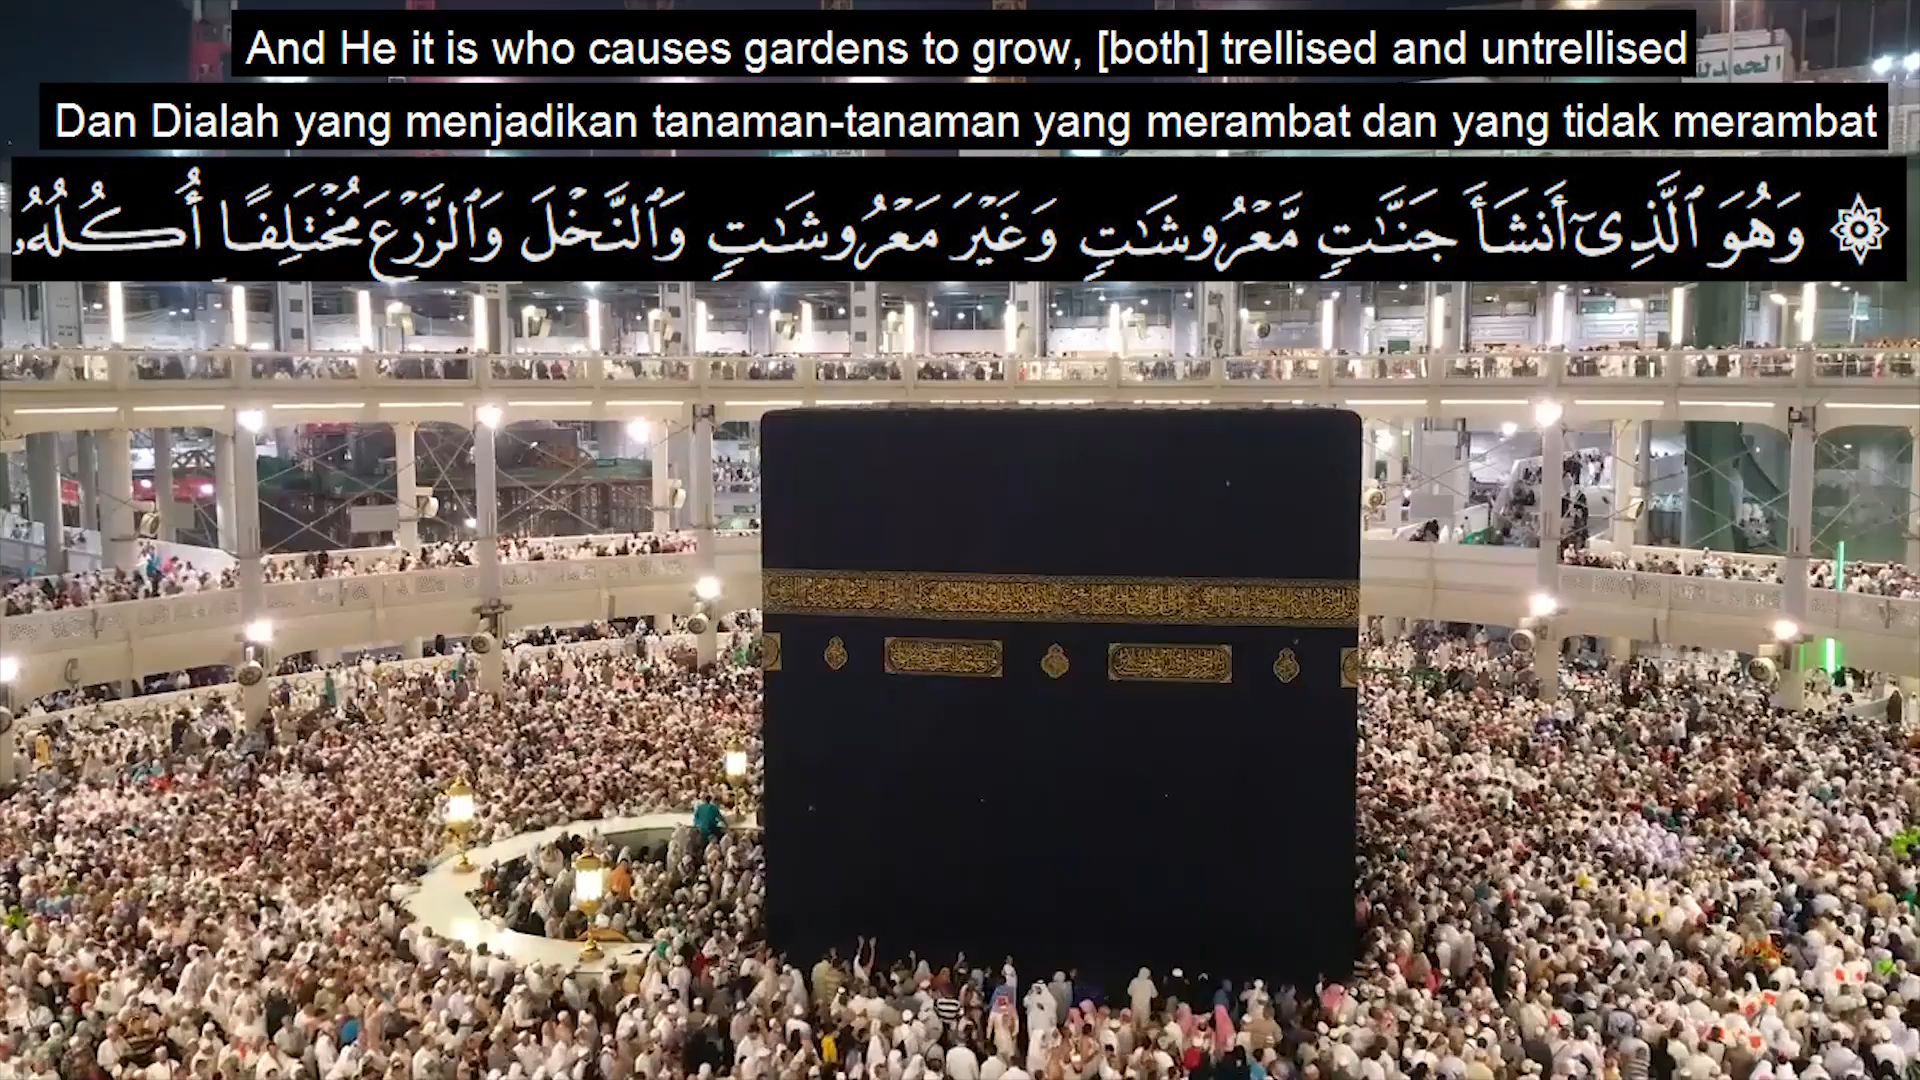 And He it is who causes gardens to grow, [both] trellised and untrellised
Dan Dialah yang menjadikan tanaman-tanaman yang merambat dan yang tidak merambat
۞ وَهُوَ ٱلَّذِىٓ أَنشَأَ جَنَّـٰتٍ مَّعْرُوشَـٰتٍ وَغَيْرَ مَعْرُوشَـٰتٍ وَٱلنَّخْلَ وَٱلزَّرْعَ مُخْتَلِفًا أُكُلُهُۥ
الحمدلله